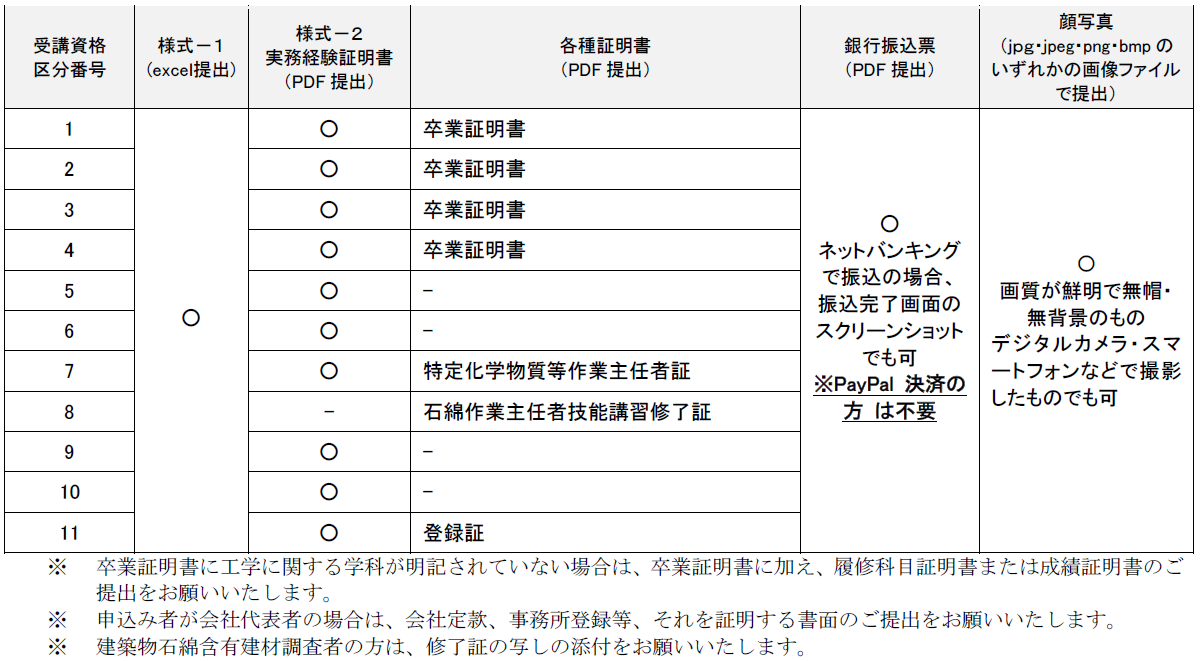 受講資格
区分番号
様式－１
（excel提出）
様式－２
実務経験証明書
（PDF 提出）
各種証明書
（PDF 提出）
銀行振込票
（PDF 提出）
顔写真
（jpg・jpeg・png・bmp の
いずれかの画像ファイル
で提出）
1
〇
卒業証明書
2
〇
卒業証明書
3
〇
卒業証明書
4
〇
卒業証明書
5
〇
－
6
〇
－
7
〇
特定化学物質等作業主任者証
8
－
石綿作業主任者技能講習修了証
9
〇
－
10
〇
－
11
〇
登録証
〇
〇
ネットバンキング
で振込の場合、
振込完了画面の
スクリーンショット
でも可
※PayPal 決済の
方 は不要
〇
画質が鮮明で無帽・
無背景のもの
デジタルカメラ・スマ
ートフォンなどで撮影
したものでも可
※ 卒業証明書に工学に関する学科が明記されていない場合は、卒業証明書に加え、履修科目証明書または成績証明書のご
提出をお願いいたします。
※ 申込み者が会社代表者の場合は、会社定款、事務所登録等、それを証明する書面のご提出をお願いいたします。
※ 建築物石綿含有建材調査者の方は、修了証の写しの添付をお願いいたします。